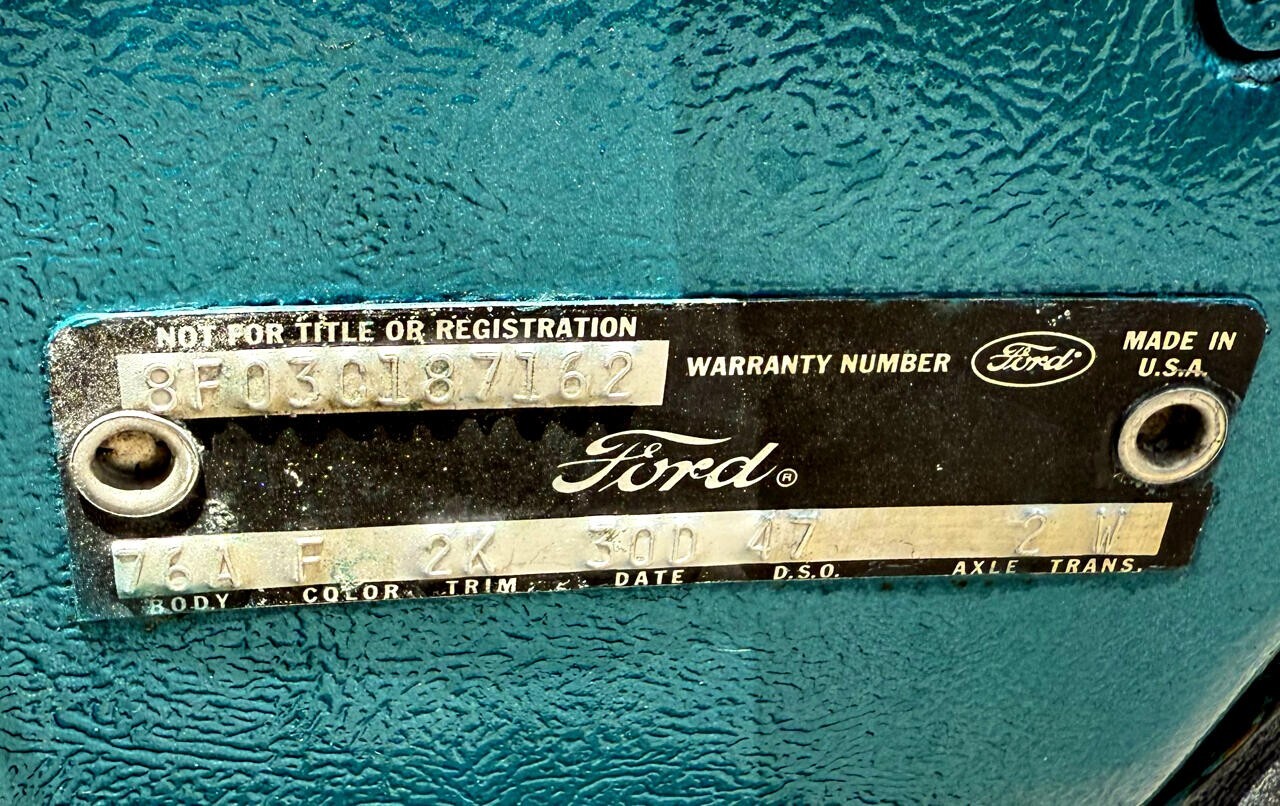 NOT FOR TITLE OR REGISTRATION
8F03C187162
WARRANTY NUMBER
Ford
MADE IN
U.S.A.
Ford ®
76A F 2K 30D 47 2 W
BODY COLOR TRIM DATE D.S.O. AXLE TRANS.